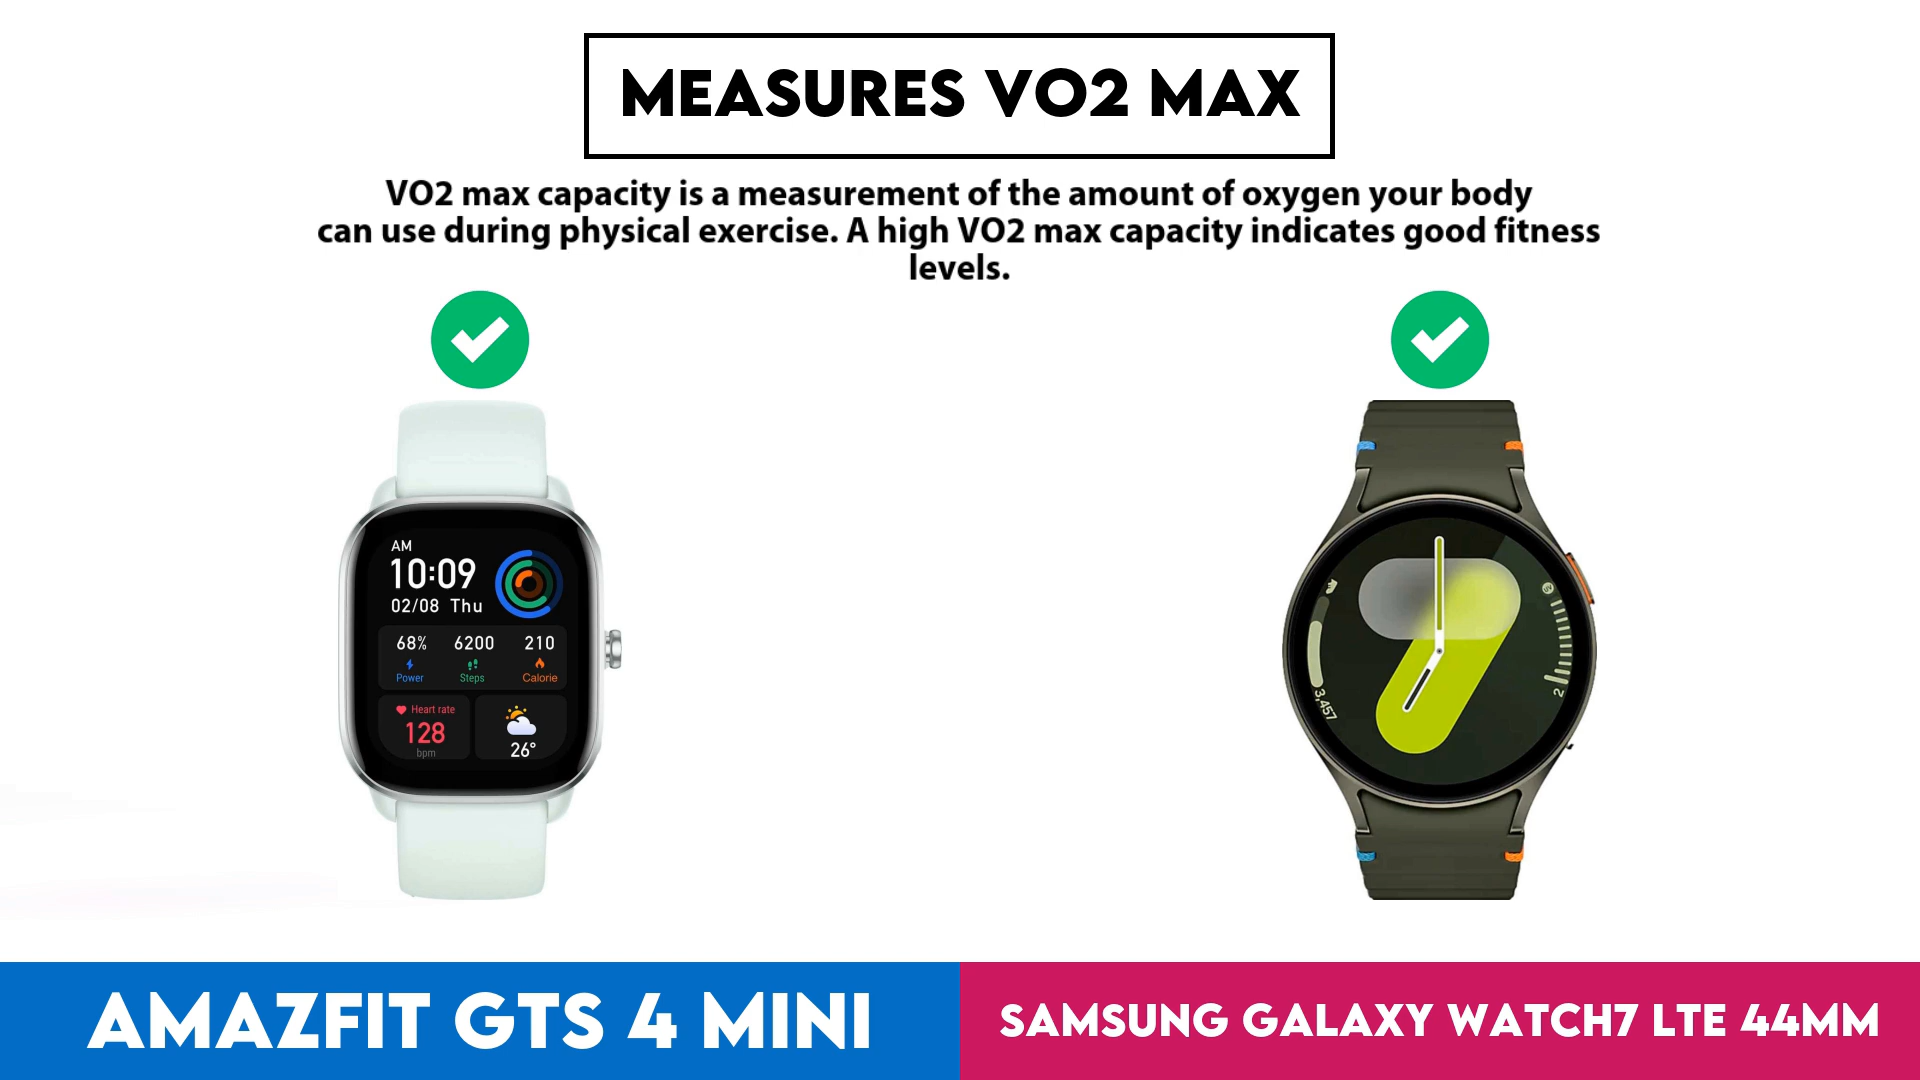 MEASURES VO2 MAX
VO2 max capacity is a measurement of the amount of oxygen your body
can use during physical exercise. A high VO2 max capacity indicates good fitness
levels.
AM
10:09
02/08 Thu
68% 6200 210
Power Steps Calorie
Heart rate
128
bpm
26°
UV
3,457
2
AMAZFIT GTS 4 MINI
SAMSUNG GALAXY WATCH7 LTE 44MM